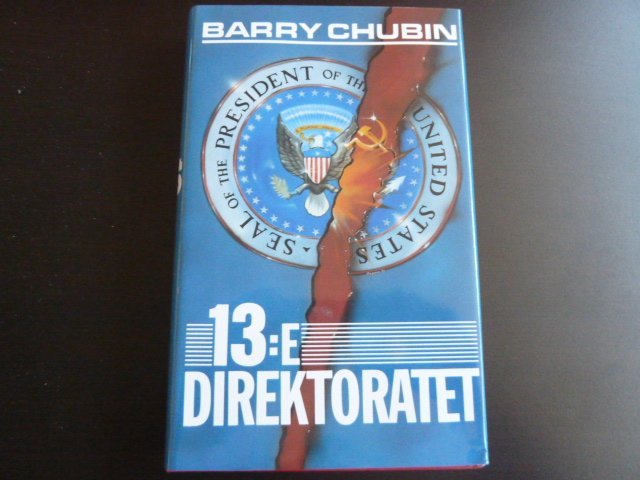 BARRY CHUBIN
SEAL OF THE PRESIDENT OF THE UNITED STATES
13:E
DIREKTORATET